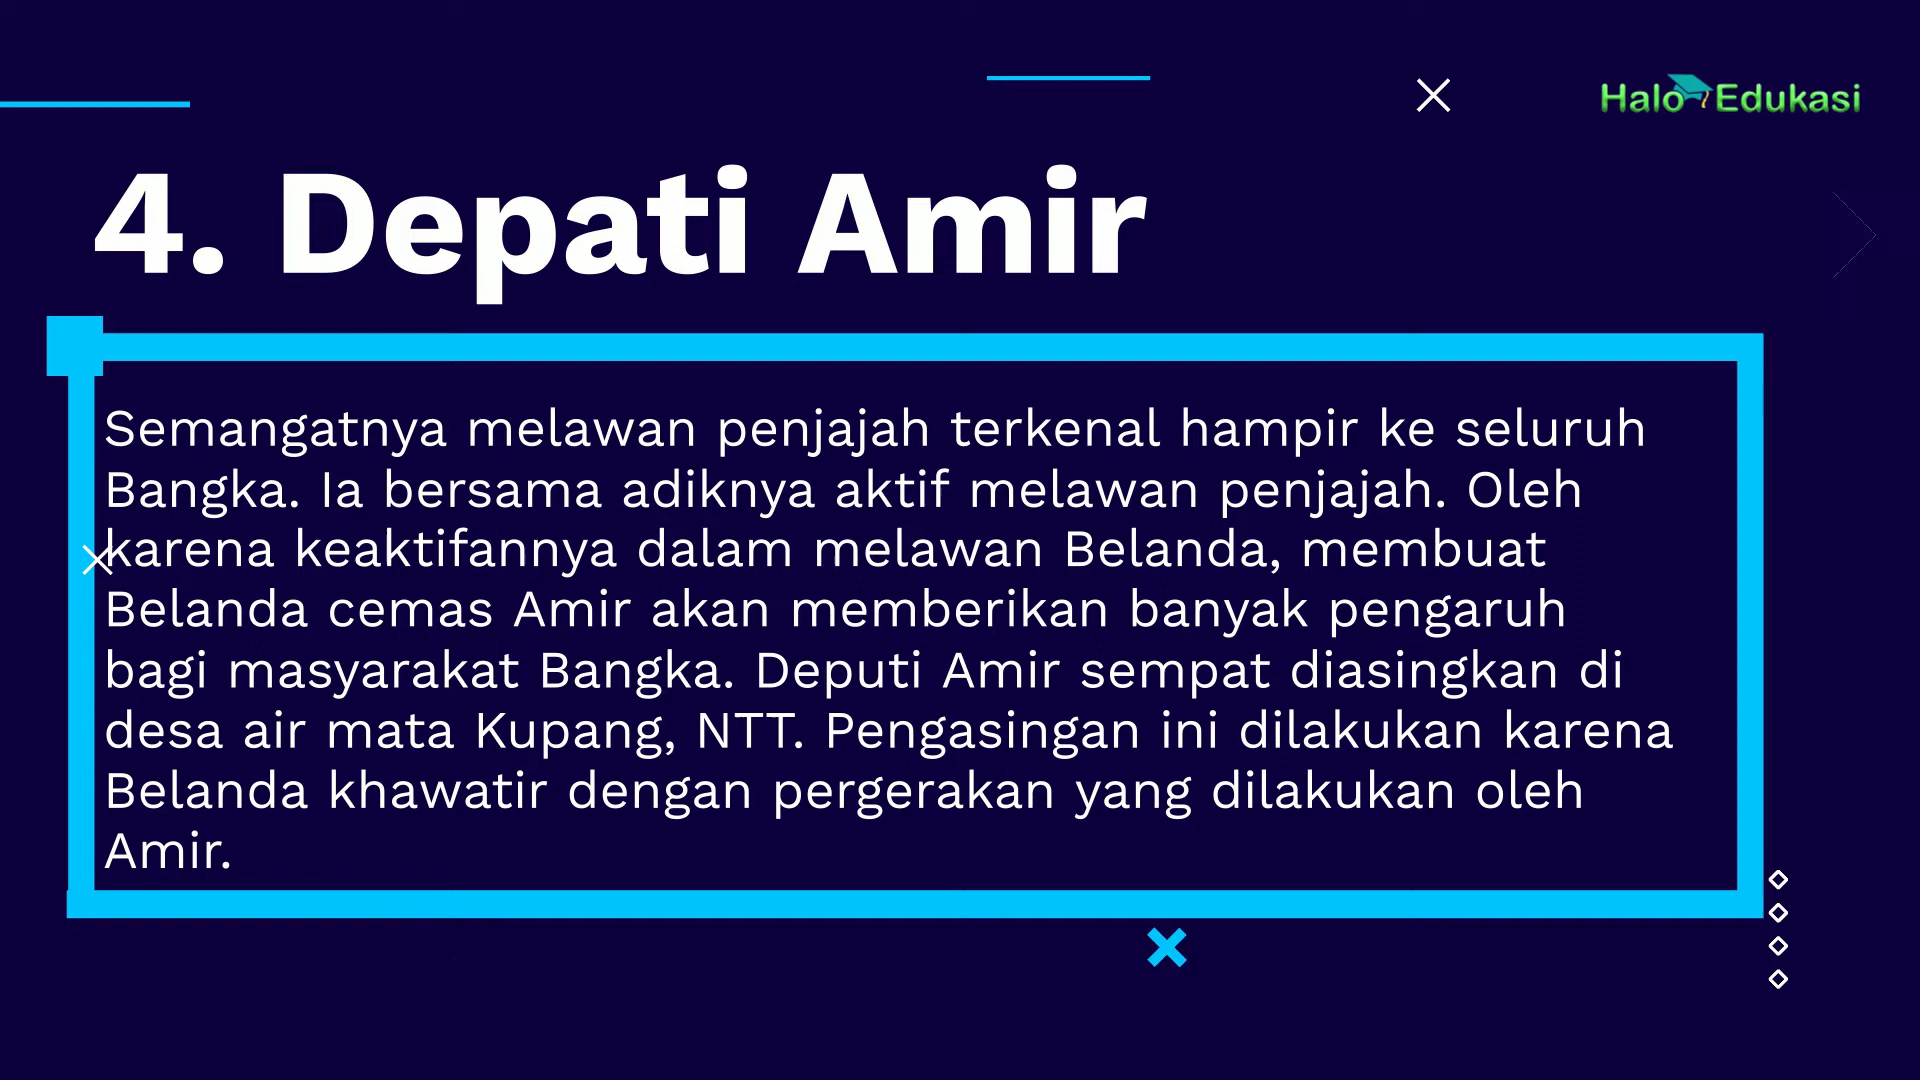 Halo Edukasi
4. Depati Amir
Semangatnya melawan penjajah terkenal hampir ke seluruh
Bangka. Ia bersama adiknya aktif melawan penjajah. Oleh
karena keaktifannya dalam melawan Belanda, membuat
Belanda cemas Amir akan memberikan banyak pengaruh
bagi masyarakat Bangka. Deputi Amir sempat diasingkan di
desa air mata Kupang, NTT. Pengasingan ini dilakukan karena
Belanda khawatir dengan pergerakan yang dilakukan oleh
Amir.